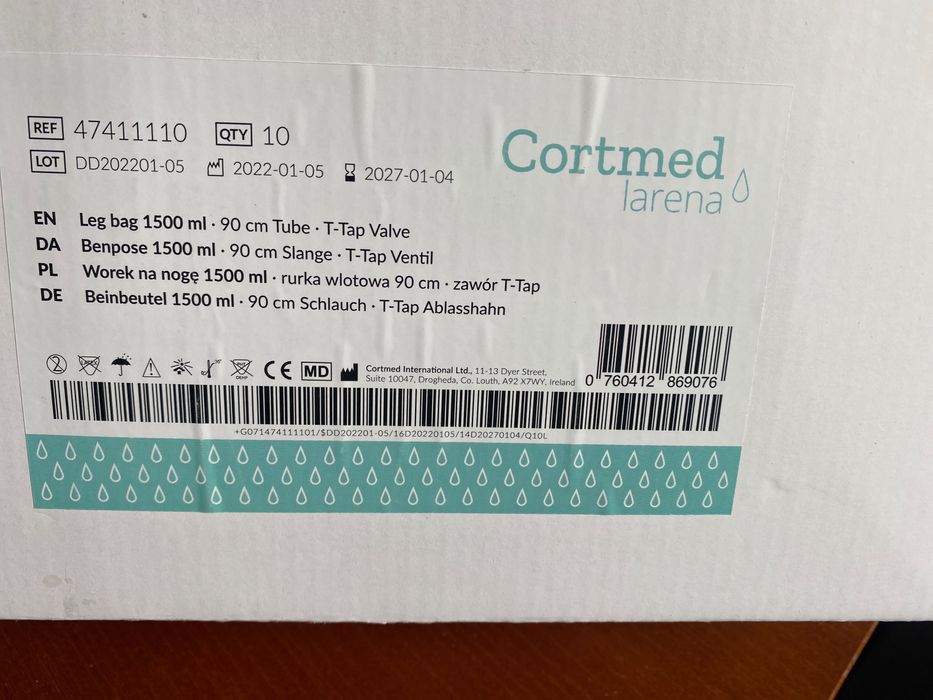 REF 47411110 QTY 10
LOT DD202201-05 2022-01-05 2027-01-04
Cortmed
larena
EN Leg bag 1500 ml · 90 cm Tube · T-Tap Valve
DA Benpose 1500 ml · 90 cm Slange · T-Tap Ventil
PL Worek na nogę 1500 ml · rurka wlotowa 90 cm · zawór T-Tap
DE Beinbeutel 1500 ml · 90 cm Schlauch · T-Tap Ablasshahn
2 LATEX DEHP CE MD Cortmed International Ltd., 11-13 Dyer Street,
Suite 10047, Drogheda, Co. Louth, A92 X7WY, Ireland
0 760412 869076
+G071474111101/$DD202201-05/16D20220105/14D20270104/Q10L